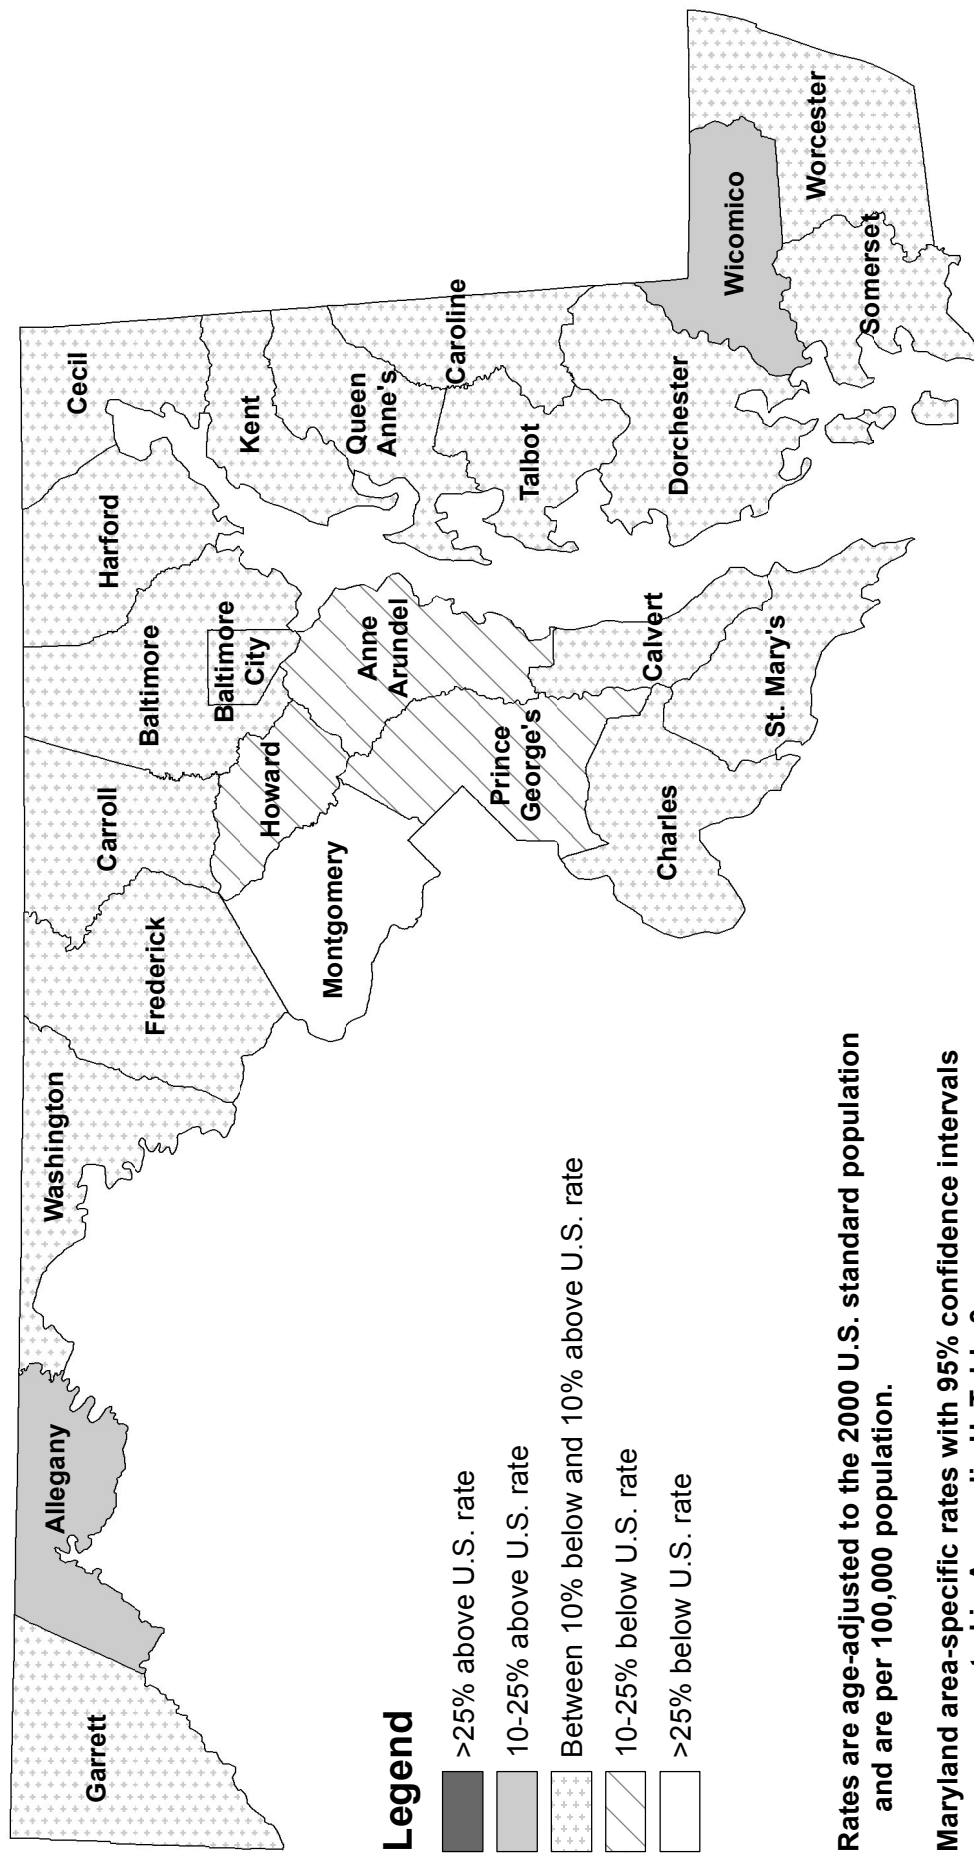 Garrett
Allegany
Washington
Frederick
Carroll
Baltimore
Harford
Cecil
Baltimore
City
Kent
Howard
Montgomery
Anne
Arundel
Queen
Anne's
Caroline
Prince
George's
Talbot
Calvert
Charles
St. Mary's
Dorchester
Wicomico
Worcester
Somerset
Legend
>25% above U.S. rate
10-25% above U.S. rate
Between 10% below and 10% above U.S. rate
10-25% below U.S. rate
>25% below U.S. rate
Rates are age-adjusted to the 2000 U.S. standard population
and are per 100,000 population.
Maryland area-specific rates with 95% confidence intervals